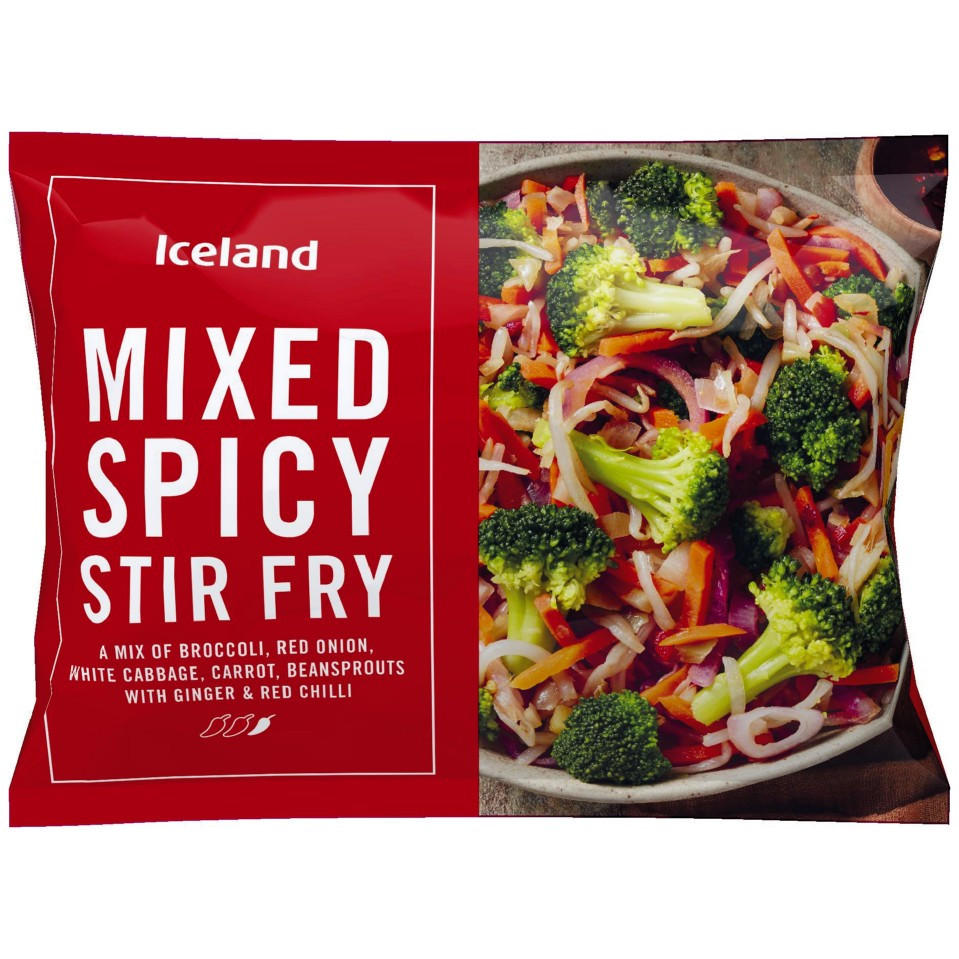 Iceland
MIXED
SPICY
STIR FRY
A MIX OF BROCCOLI, RED ONION,
WHITE CABBAGE, CARROT, BEANSPROUTS
WITH GINGER & RED CHILLI